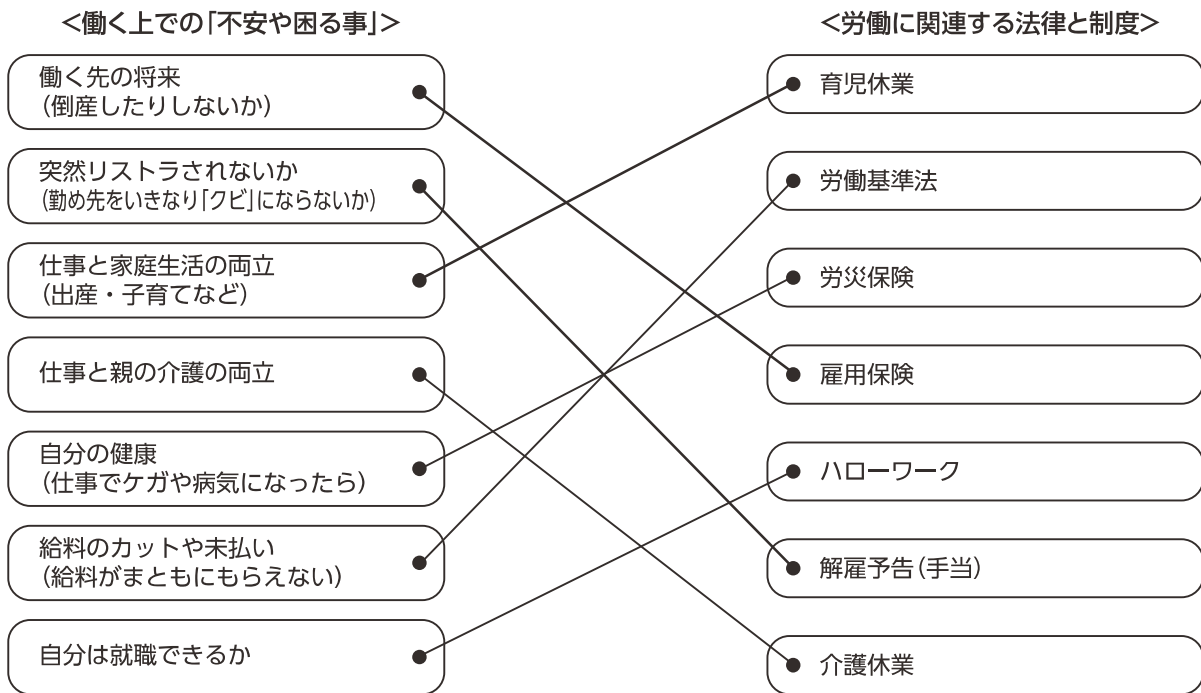 <働く上での「不安や困る事」>
働く先の将来
(倒産したりしないか)
突然リストラされないか
(勤め先をいきなり「クビ」にならないか)
仕事と家庭生活の両立
(出産・子育てなど)
仕事と親の介護の両立
自分の健康
(仕事でケガや病気になったら)
給料のカットや未払い
(給料がまともにもらえない)
自分は就職できるか
<労働に関連する法律と制度>
育児休業
労働基準法
労災保険
雇用保険
ハローワーク
解雇予告(手当)
介護休業